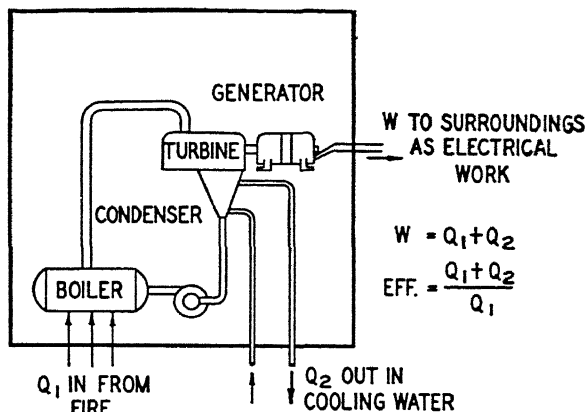 GENERATOR
W TO SURROUNDINGS
AS ELECTRICAL
WORK
TURBINE
CONDENSER
W = Q₁+Q₂
EFF. = Q₁+Q₂
Q₁
BOILER
Q₁ IN FROM
FIRE
Q₂ OUT IN
COOLING WATER